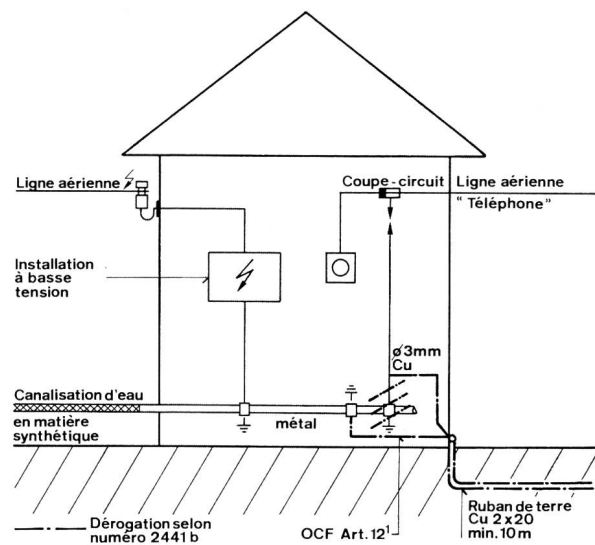 Ligne aérienne
Coupe-circuit
Ligne aérienne
"Téléphone"
Installation
à basse
tension
ø3mm
Cu
Canalisation d'eau
en matière
synthétique
métal
Dérogation selon
numéro 2441 b
OCF Art. 12¹
Ruban de terre
Cu 2 x 20
min. 10 m